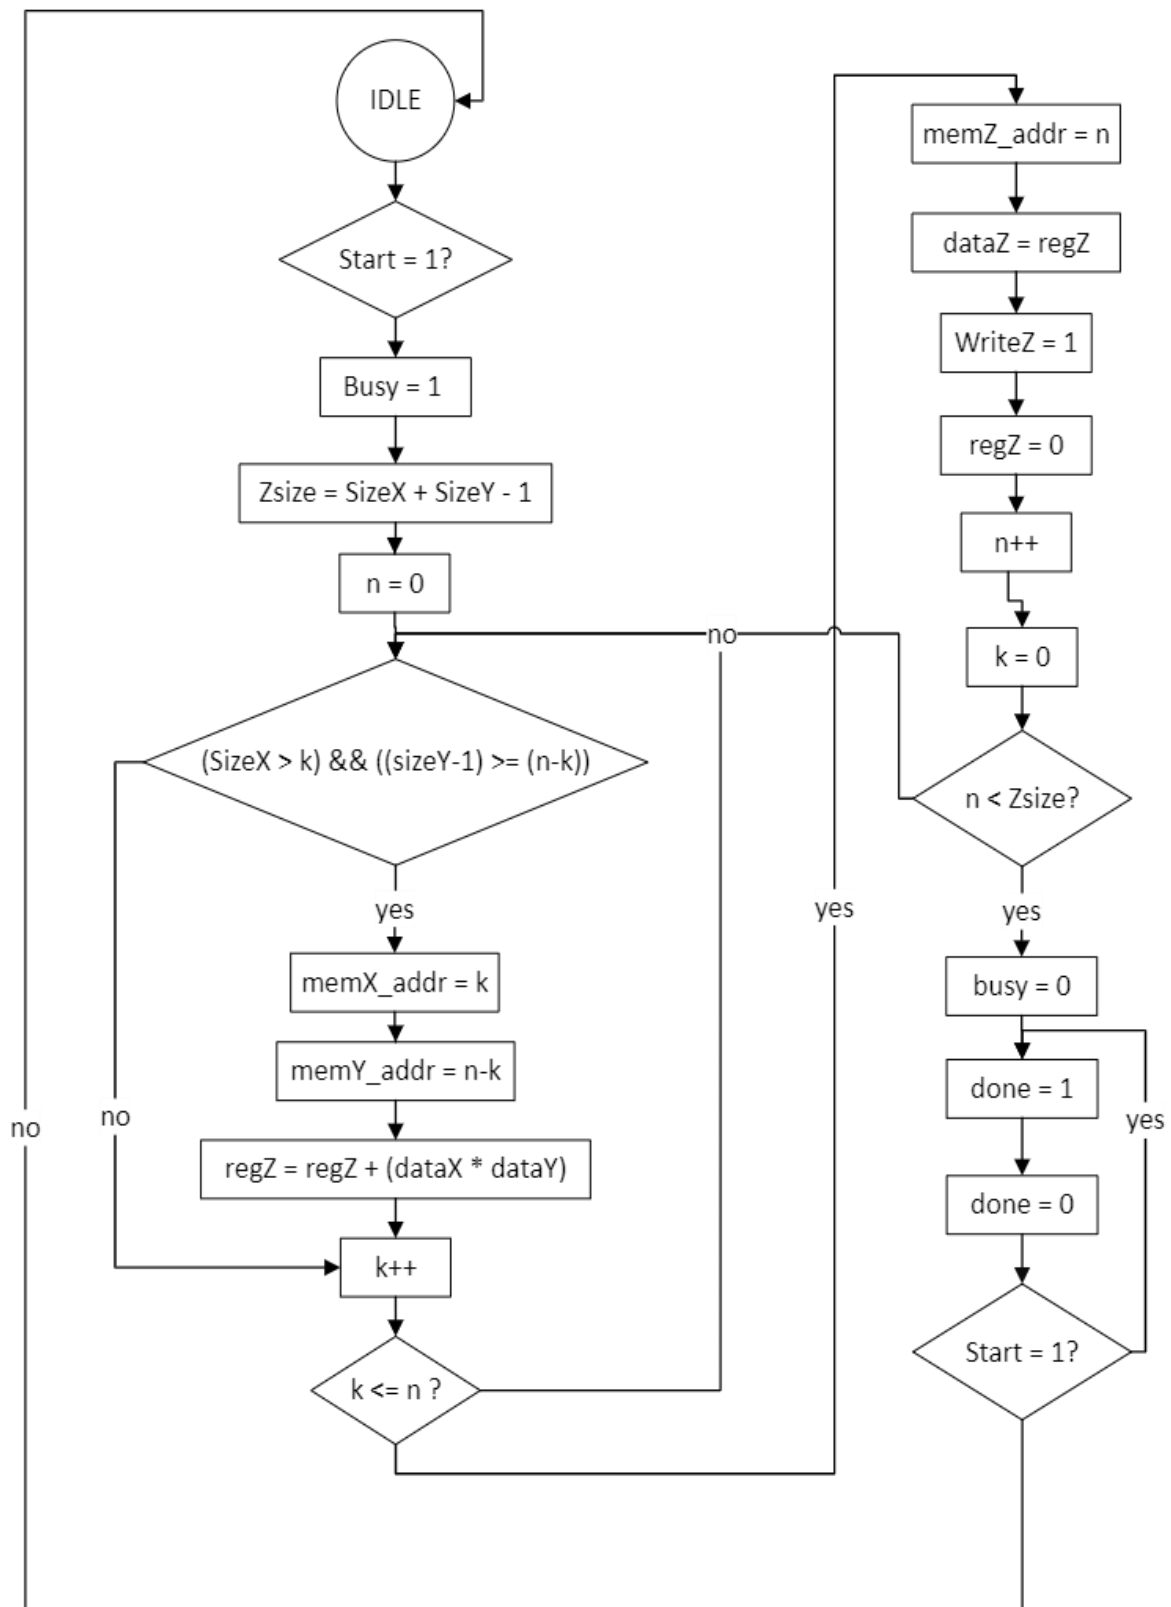 IDLE
Start = 1?
Busy = 1
Zsize = SizeX + SizeY - 1
n = 0
no
(SizeX > k) && ((sizeY-1) >= (n-k))
yes
memX_addr = k
memY_addr = n-k
no
no
regZ = regZ + (dataX * dataY)
k++
k <= n ?
yes
memZ_addr = n
dataZ = regZ
WriteZ = 1
regZ = 0
n++
k = 0
n < Zsize?
yes
busy = 0
done = 1
yes
done = 0
Start = 1?